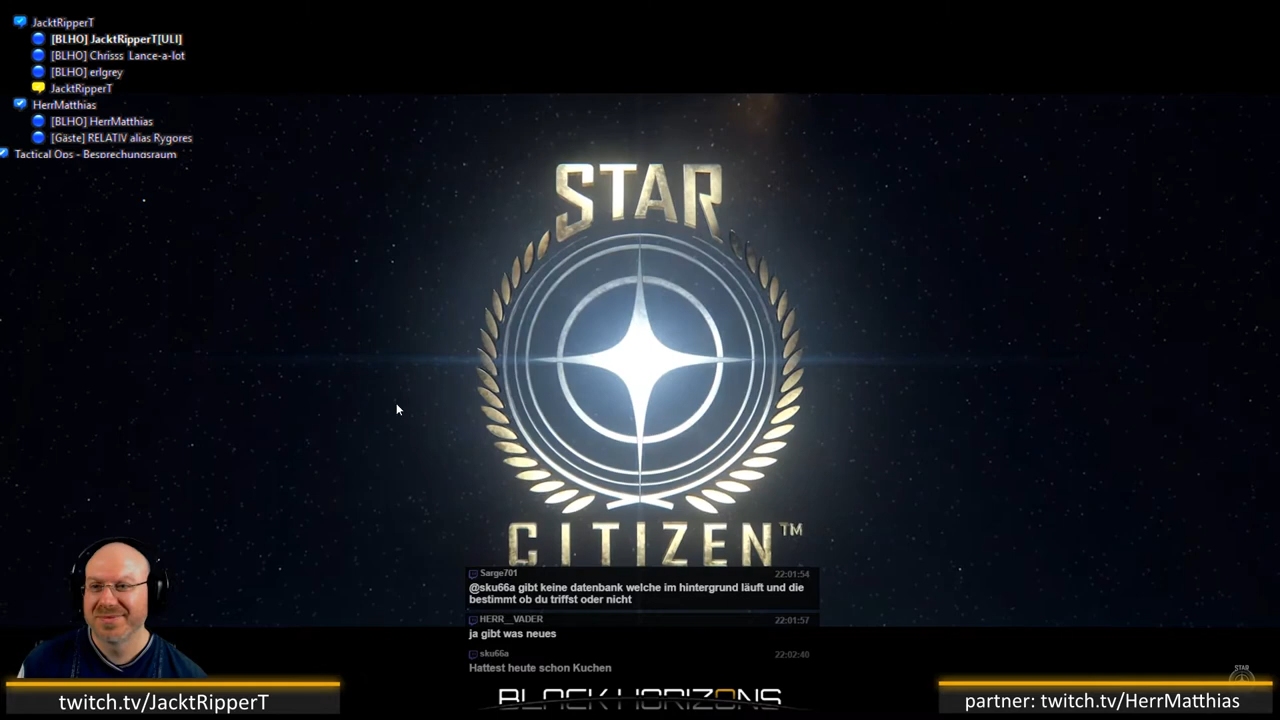 JacktRipperT
[BLHO] JacktRipperT[ULI]
[BLHO] Chrisss Lance-a-lot
[BLHO] erlgrey
JacktRipperT
HerrMatthias
[BLHO] HerrMatthias
[Gäste] RELATIV alias Rygores
Tactical Ops - Besprechungsraum
STAR
CITIZEN™
Sarge701 22:01:54
@sku66a gibt keine datenbank welche im hintergrund läuft und die
bestimmt ob du triffst oder nicht
HERR__VADER 22:01:57
ja gibt was neues
sku66a 22:02:40
Hattest heute schon Kuchen
BLACK HORIZONS
twitch.tv/JacktRipperT
STAR
partner: twitch.tv/HerrMatthias